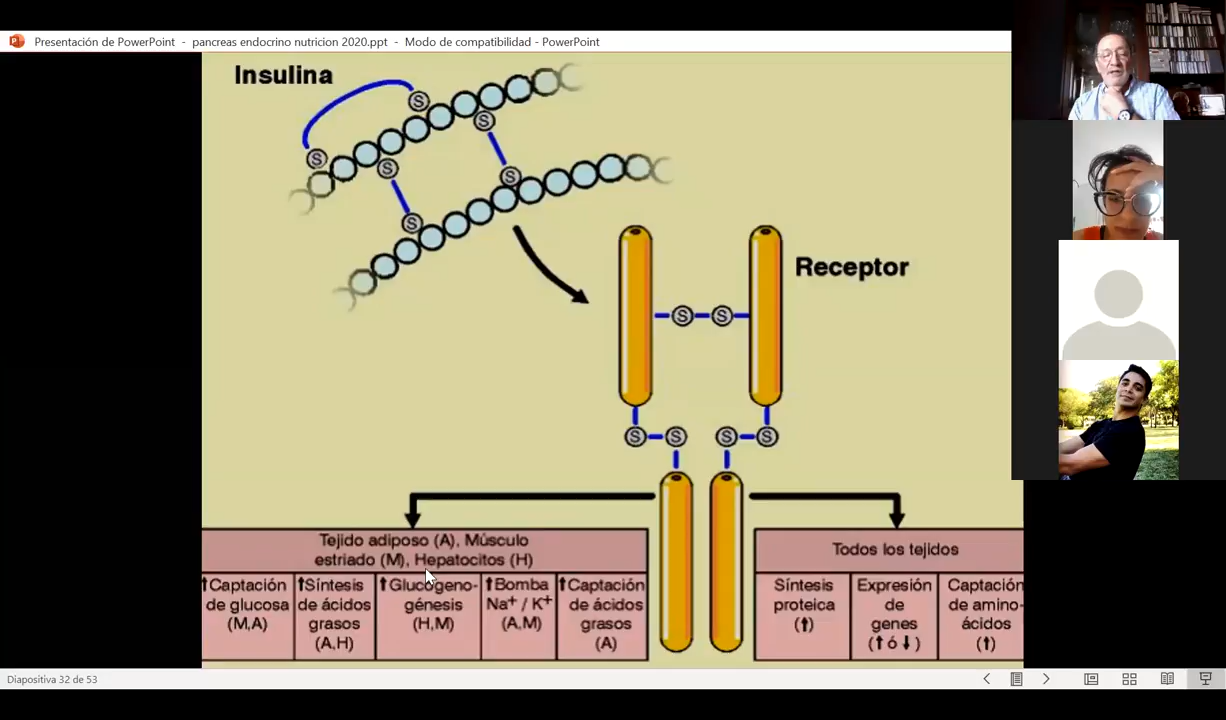 Presentación de PowerPoint - pancreas endocrino nutricion 2020.ppt - Modo de compatibilidad - PowerPoint
Insulina
S
S
S
S
S
S
Receptor
S S
S S
S S
Tejido adiposo (A), Músculo
estriado (M), Hepatocitos (H)
↑Captación
de glucosa
(M,A)
↑Síntesis
de ácidos
grasos
(A,H)
↑Glucogeno-
génesis
(H,M)
↑Bomba
Na+ / K+
(A,M)
↑Captación
de ácidos
grasos
(A)
Todos los tejidos
Síntesis
proteica
(↑)
Expresión
de
genes
(↑ ó ↓)
Captación
de amino-
ácidos
(↑)
Diapositiva 32 de 53